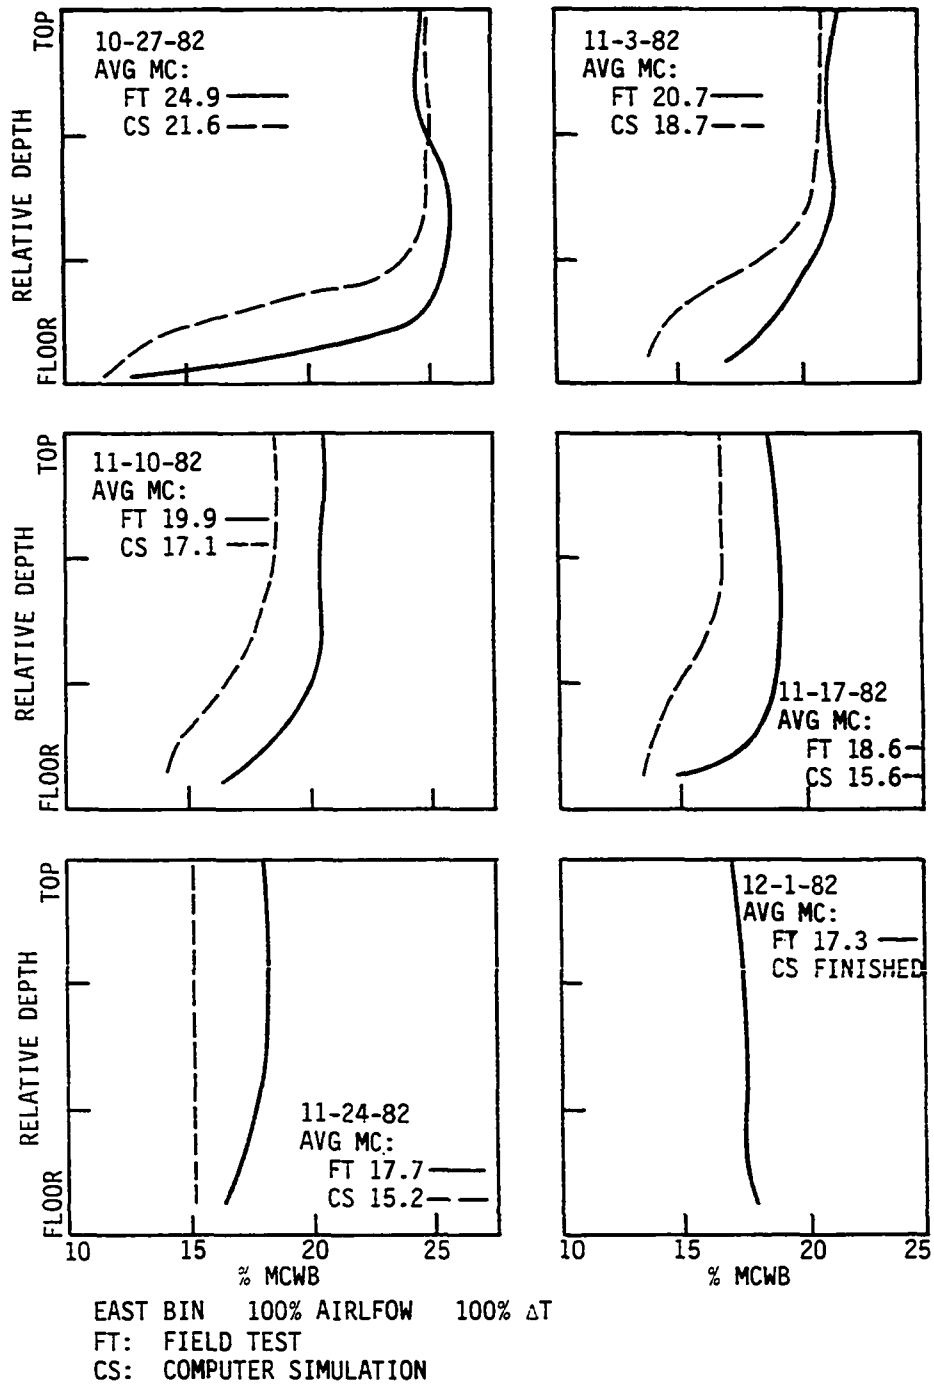 TOP
RELATIVE DEPTH
FLOOR
10-27-82
AVG MC:
FT 24.9
CS 21.6
11-3-82
AVG MC:
FT 20.7
CS 18.7
TOP
RELATIVE DEPTH
FLOOR
11-10-82
AVG MC:
FT 19.9
CS 17.1
11-17-82
AVG MC:
FT 18.6
CS 15.6
TOP
RELATIVE DEPTH
FLOOR
11-24-82
AVG MC:
FT 17.7
CS 15.2
12-1-82
AVG MC:
FT 17.3
CS FINISHED
10 15 20 25
% MCWB
10 15 20 25
% MCWB
EAST BIN 100% AIRLFOW 100% ΔT
FT: FIELD TEST
CS: COMPUTER SIMULATION